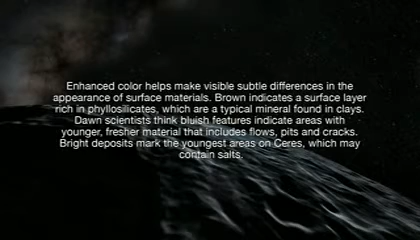 Enhanced color helps make visible subtle differences in the
appearance of surface materials. Brown indicates a surface layer
rich in phyllosilicates, which are a typical mineral found in clays.
Dawn scientists think bluish features indicate areas with
younger, fresher material that includes flows, pits and cracks.
Bright deposits mark the youngest areas on Ceres, which may
contain salts.